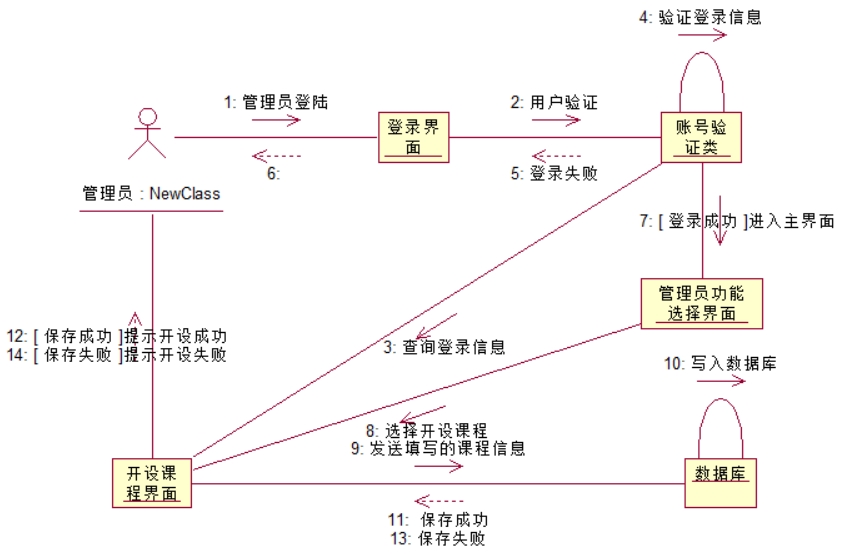 4: 验证登录信息
1: 管理员登陆
2: 用户验证
登录界
面
账号验
证类
6:
5: 登录失败
管理员 : NewClass
7: [ 登录成功 ]进入主界面
管理员功能
选择界面
12: [ 保存成功 ]提示开设成功
14: [ 保存失败 ]提示开设失败
3: 查询登录信息
10: 写入数据库
8: 选择开设课程
9: 发送填写的课程信息
开设课
程界面
数据库
11: 保存成功
13: 保存失败